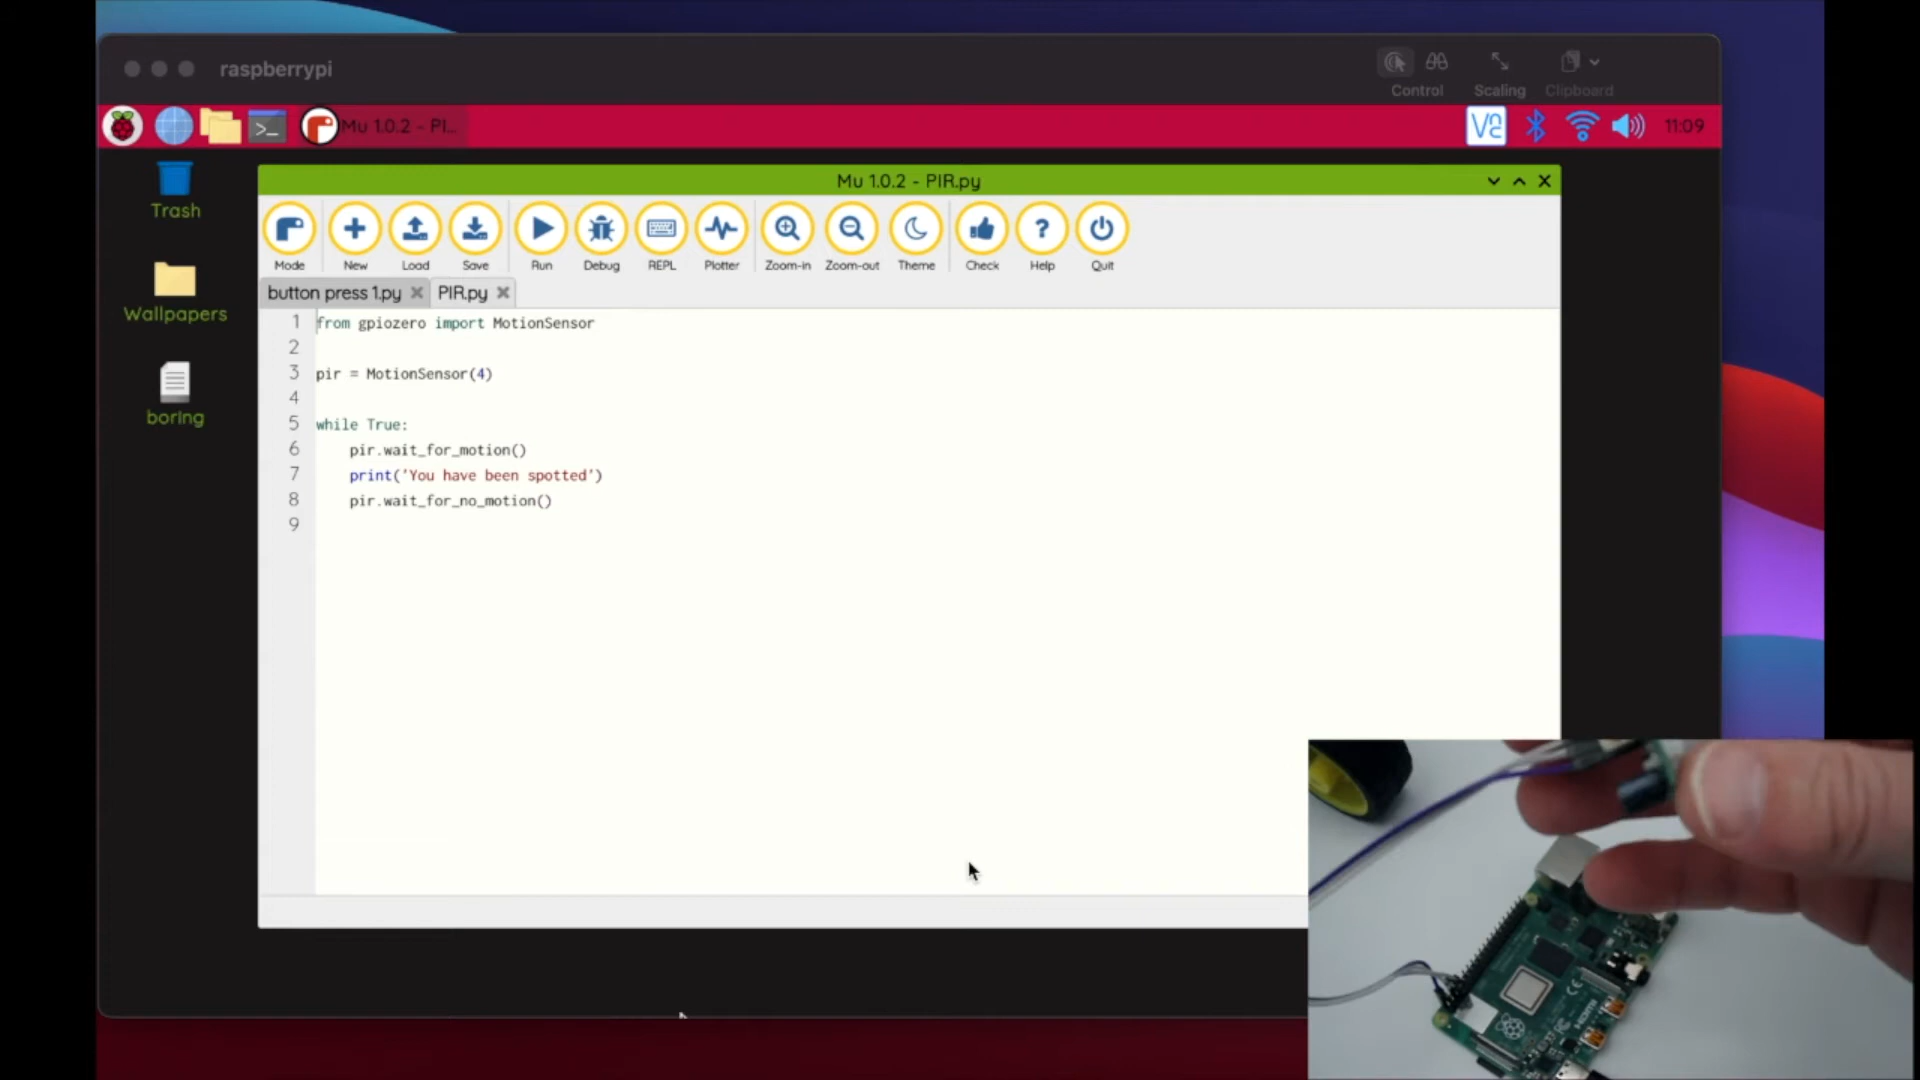 raspberrypi
Control
Scaling
Clipboard
Mu 1.0.2 - PI...
11:09
Trash
Wallpapers
boring
Mu 1.0.2 - PIR.py
Mode
New
Load
Save
Run
Debug
REPL
Plotter
Zoom-in
Zoom-out
Theme
Check
Help
Quit
button press 1.py
PIR.py
1 from gpiozero import MotionSensor
2
3 pir = MotionSensor(4)
4
5 while True:
6 pir.wait_for_motion()
7 print('You have been spotted')
8 pir.wait_for_no_motion()
9
HDMI